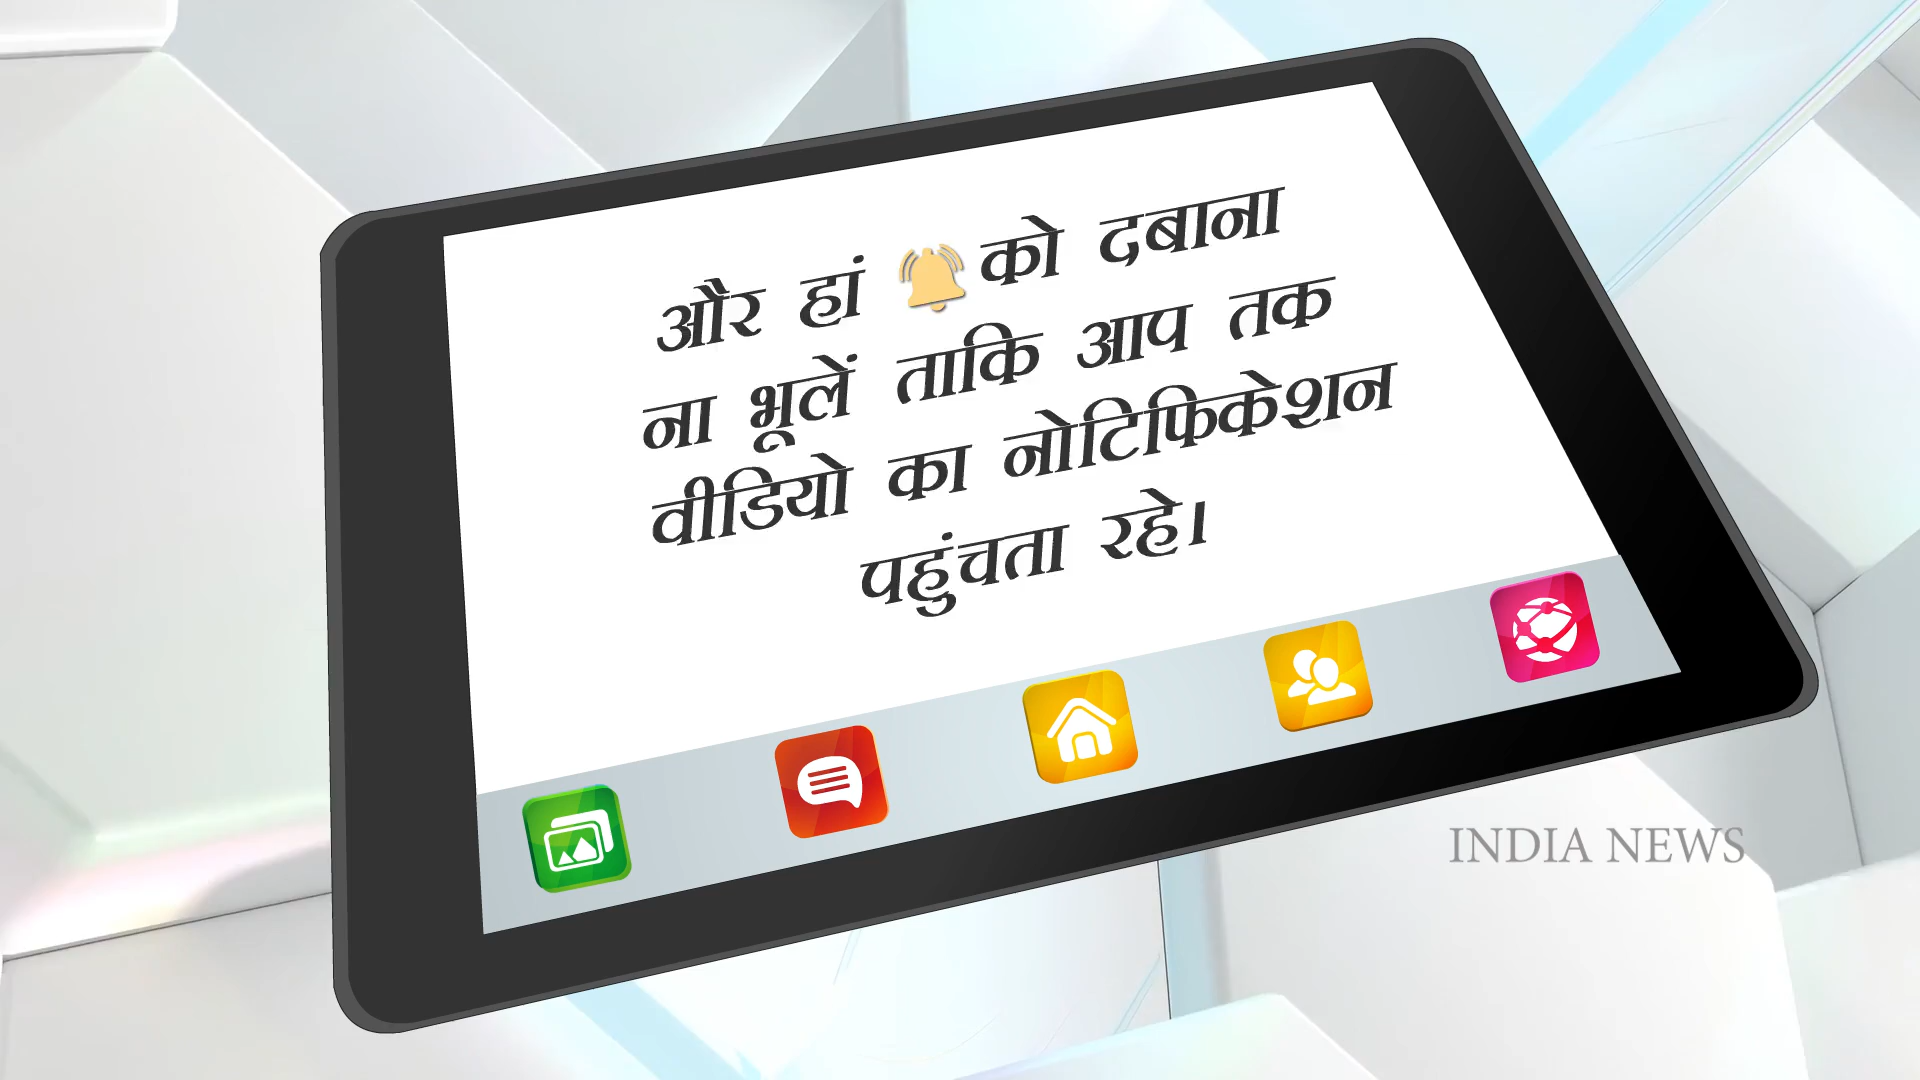 और हां 🔔 को दबाना
ना भूलें ताकि आप तक
वीडियो का नोटिफिकेशन
पहुंचता रहे।
INDIA NEWS